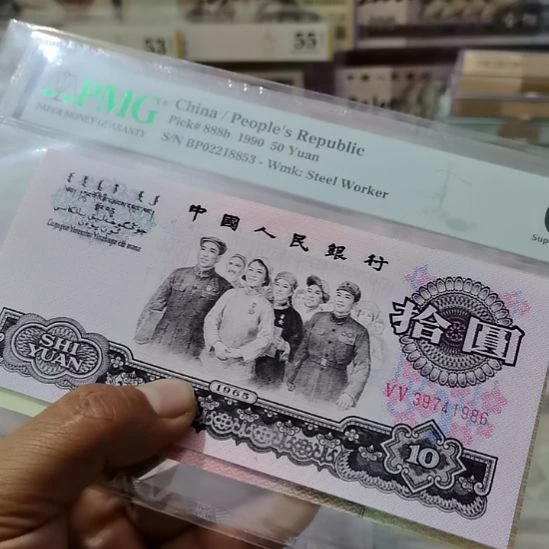 53
55
PMG
PAPER MONEY GUARANTY
China / People's Republic
Pick# 888b 1990 50 Yuan
S/N BP02218853 - Wmk: Steel Worker
中國人民銀行
拾圓
SHI
YUAN
1965
VV 39741986
10